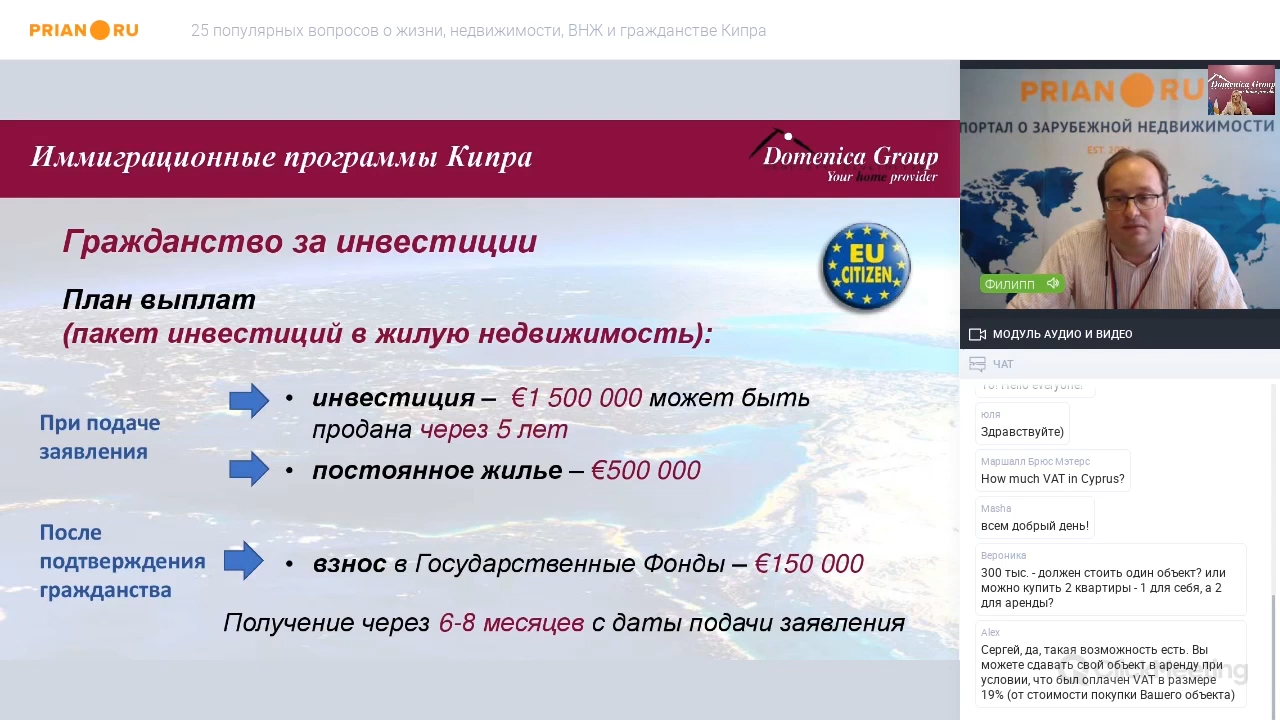 PRIAN RU
25 популярных вопросов о жизни, недвижимости, ВНЖ и гражданстве Кипра
Иммиграционные программы Кипра
Domenica Group
Your home provider
Гражданство за инвестиции
EU
CITIZEN
План выплат
(пакет инвестиций в жилую недвижимость):
При подаче
заявления
• инвестиция – €1 500 000 может быть
продана через 5 лет
• постоянное жилье – €500 000
После
подтверждения
гражданства
• взнос в Государственные Фонды – €150 000
Получение через 6-8 месяцев с даты подачи заявления
PRIAN RU
Domenica Group
ПОРТАЛ О ЗАРУБЕЖНОЙ НЕДВИЖИМОСТИ
EST.
Филипп
МОДУЛЬ АУДИО И ВИДЕО
ЧАТ
Hello everyone!
юля
Здравствуйте)
Маршалл Брюс Мэтерс
How much VAT in Cyprus?
Masha
всем добрый день!
Вероника
300 тыс. - должен стоить один объект? или
можно купить 2 квартиры - 1 для себя, а 2
для аренды?
Alex
Сергей, да, такая возможность есть. Вы
можете сдавать свой объект в аренду при
условии, что был оплачен VAT в размере
19% (от стоимости покупки Вашего объекта)